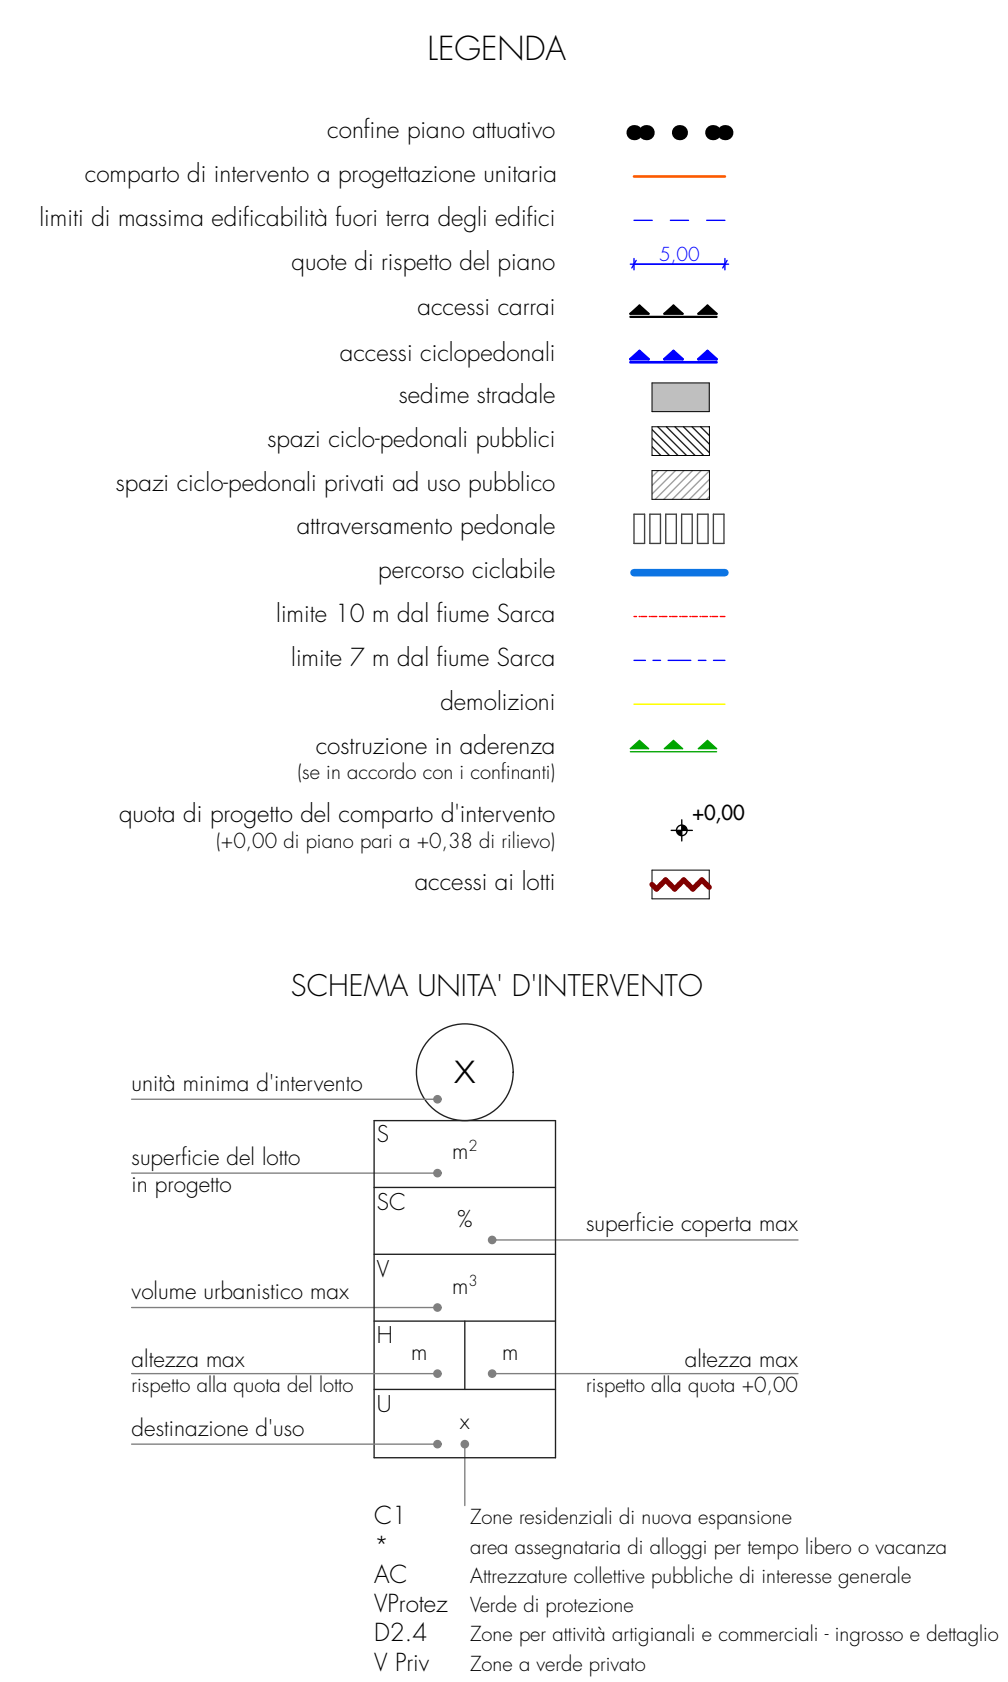 LEGENDA
confine piano attuativo
comparto di intervento a progettazione unitaria
limiti di massima edificabilità fuori terra degli edifici
quote di rispetto del piano 5,00
accessi carrai
accessi ciclopedonali
sedime stradale
spazi ciclo-pedonali pubblici
spazi ciclo-pedonali privati ad uso pubblico
attraversamento pedonale
percorso ciclabile
limite 10 m dal fiume Sarca
limite 7 m dal fiume Sarca
demolizioni
costruzione in aderenza
(se in accordo con i confinanti)
quota di progetto del comparto d'intervento +0,00
(+0,00 di piano pari a +0,38 di rilievo)
accessi ai lotti
SCHEMA UNITA' D'INTERVENTO
X
unità minima d'intervento
S
m²
superficie del lotto
in progetto
SC
%
superficie coperta max
V
m³
volume urbanistico max
H
m m
altezza max
rispetto alla quota del lotto
altezza max
rispetto alla quota +0,00
U
x
destinazione d'uso
C1 Zone residenziali di nuova espansione
* area assegnataria di alloggi per tempo libero o vacanza
AC Attrezzature collettive pubbliche di interesse generale
VProtez Verde di protezione
D2.4 Zone per attività artigianali e commerciali - ingrosso e dettaglio
V Priv Zone a verde privato